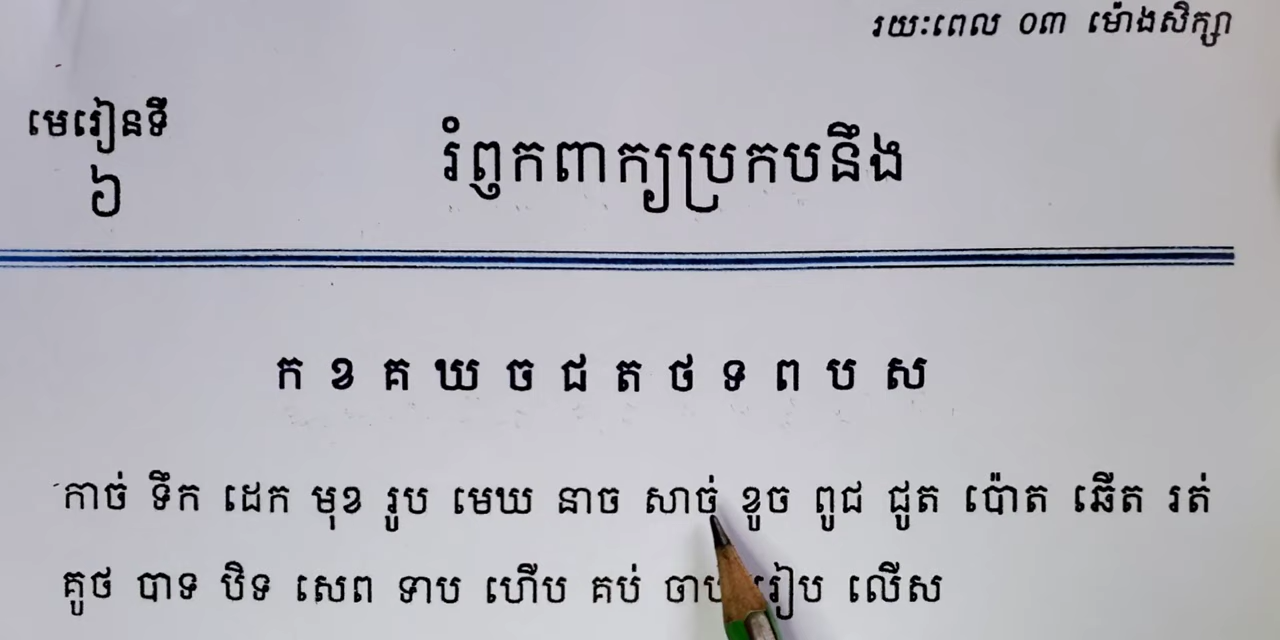 រយៈពេល ០៣ ម៉ោងសិក្សា
មេរៀនទី
៦
រំឭកពាក្យប្រកបនឹង
ក ខ គ ឃ ច ជ ត ថ ទ ព ប ស
កាច់ ទឹក ដេក មុខ រូប មេឃ នាច សាច់ ខូច ពូជ ជូត ប៉ោត ឆើត រត់
គូថ បាទ បិទ សេព ទាប ហើប គប់ ចាប រៀប លើស